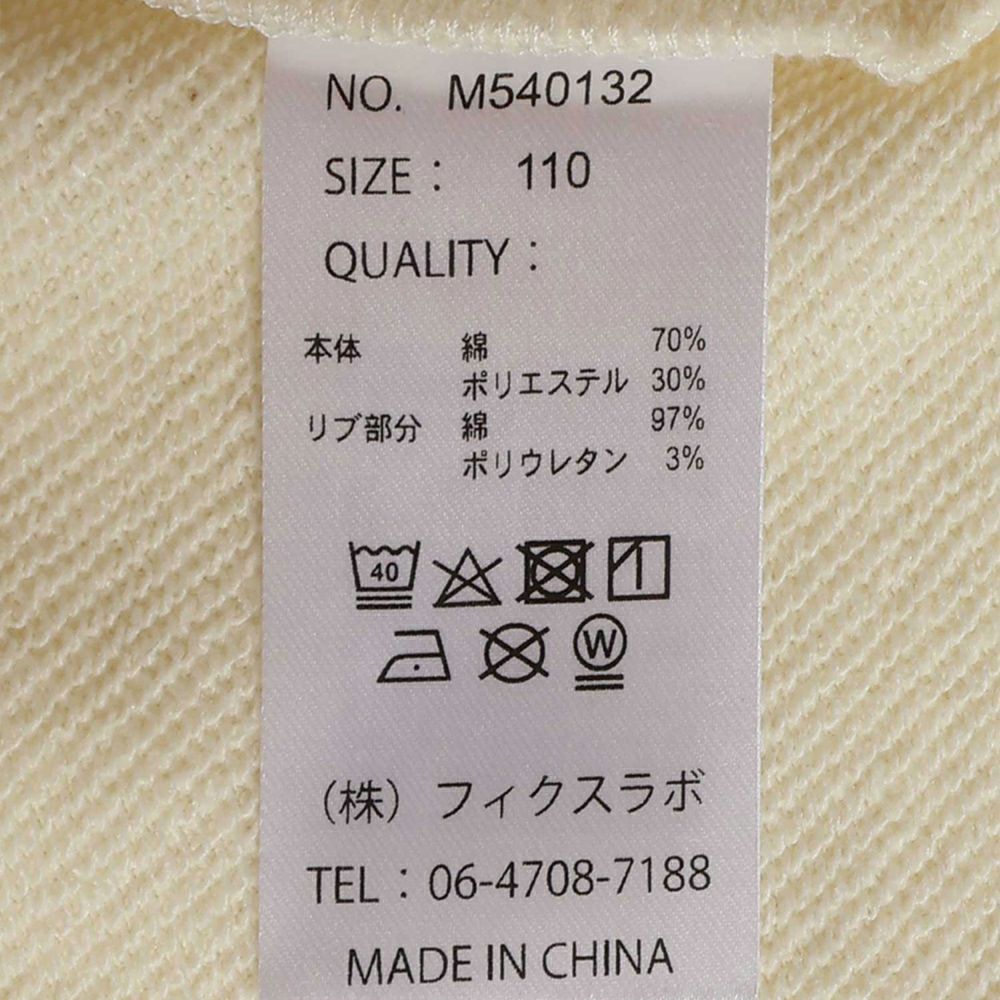 NO. M540132
SIZE： 110
QUALITY：
本体 綿 70%
ポリエステル 30%
リブ部分 綿 97%
ポリウレタン 3%
40
W
（株）フィクスラボ
TEL：06-4708-7188
MADE IN CHINA